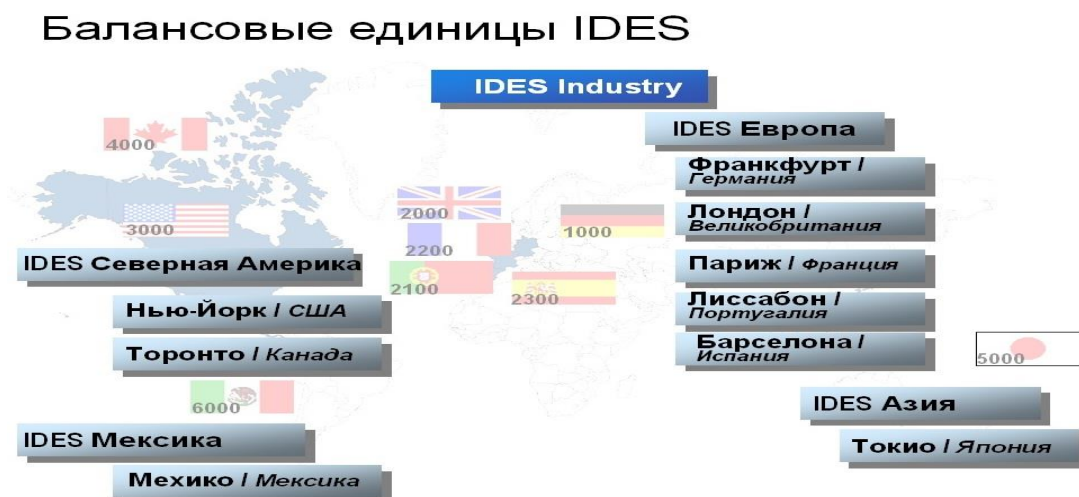 Балансовые единицы IDES
IDES Industry
IDES Европа
4000
Франкфурт /
Германия
2000
3000
1000
Лондон /
Великобритания
2200
IDES Северная Америка
Париж / Франция
2100
2300
Нью-Йорк / США
Лиссабон /
Португалия
Торонто / Канада
Барселона /
Испания
5000
6000
IDES Азия
IDES Мексика
Токио / Япония
Мехико / Мексика